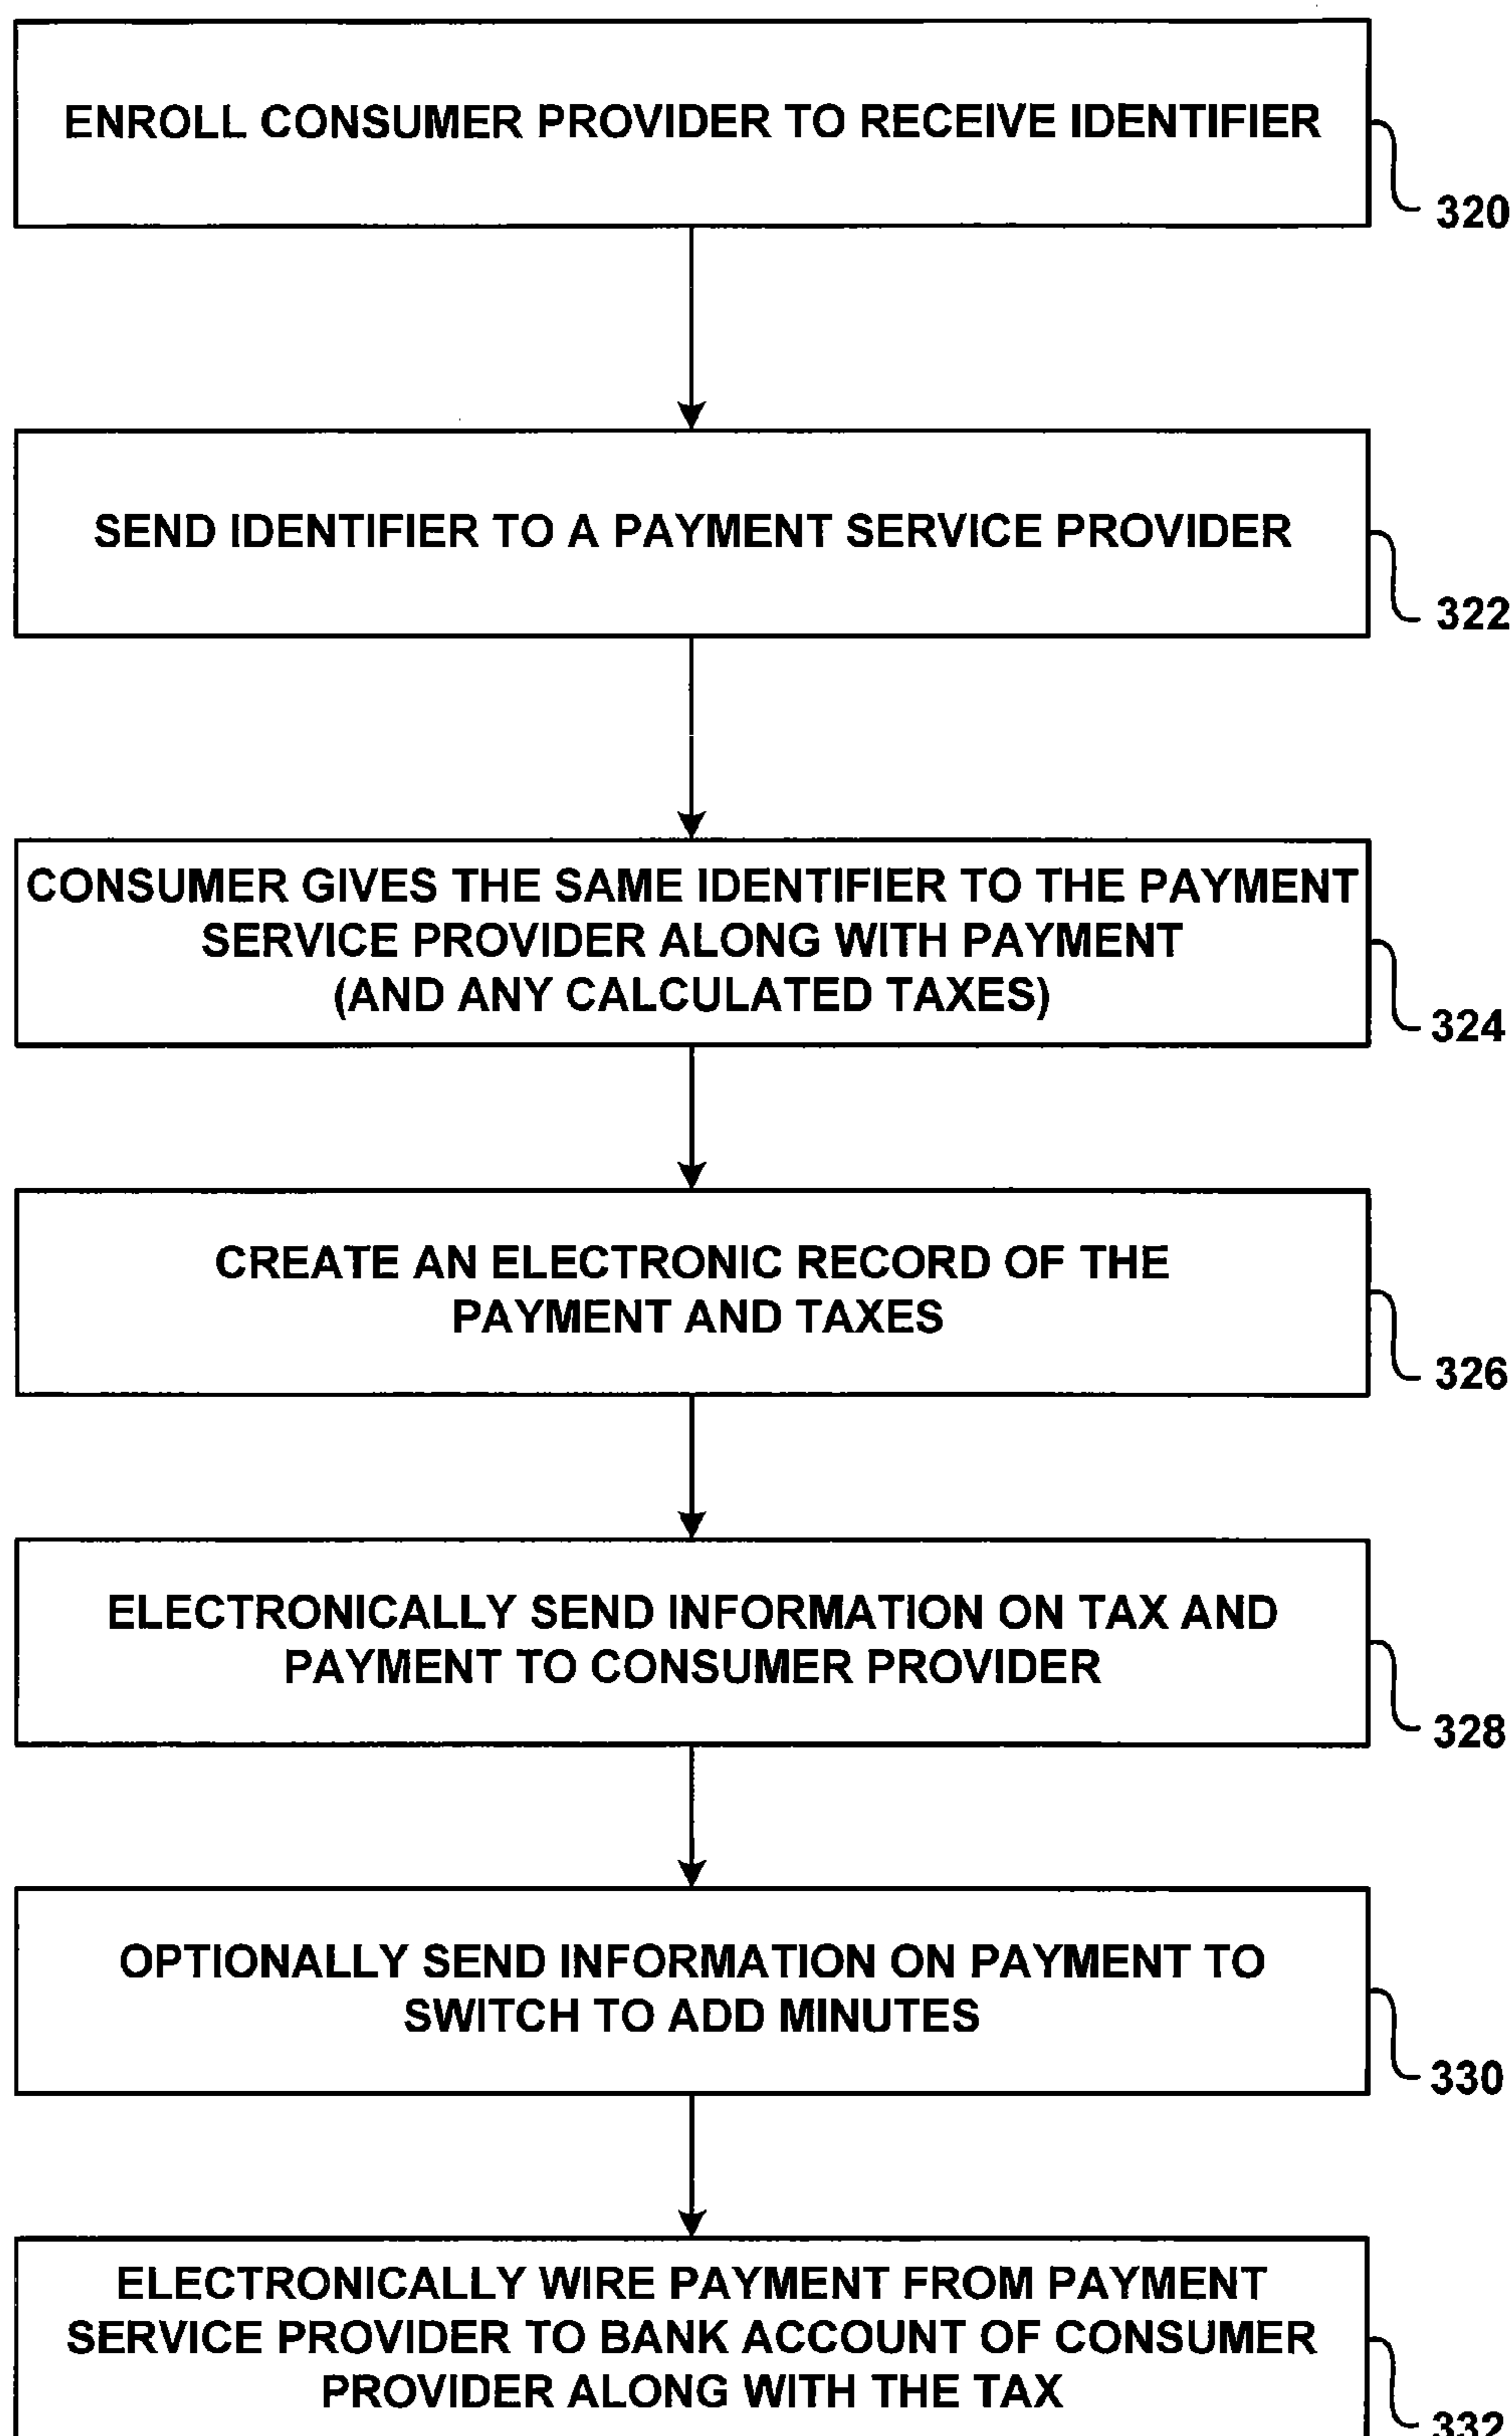 ENROLL CONSUMER PROVIDER TO RECEIVE IDENTIFIER
320
SEND IDENTIFIER TO A PAYMENT SERVICE PROVIDER
322
CONSUMER GIVES THE SAME IDENTIFIER TO THE PAYMENT
SERVICE PROVIDER ALONG WITH PAYMENT
(AND ANY CALCULATED TAXES)
324
CREATE AN ELECTRONIC RECORD OF THE
PAYMENT AND TAXES
326
ELECTRONICALLY SEND INFORMATION ON TAX AND
PAYMENT TO CONSUMER PROVIDER
328
OPTIONALLY SEND INFORMATION ON PAYMENT TO
SWITCH TO ADD MINUTES
330
ELECTRONICALLY WIRE PAYMENT FROM PAYMENT
SERVICE PROVIDER TO BANK ACCOUNT OF CONSUMER
PROVIDER ALONG WITH THE TAX
332